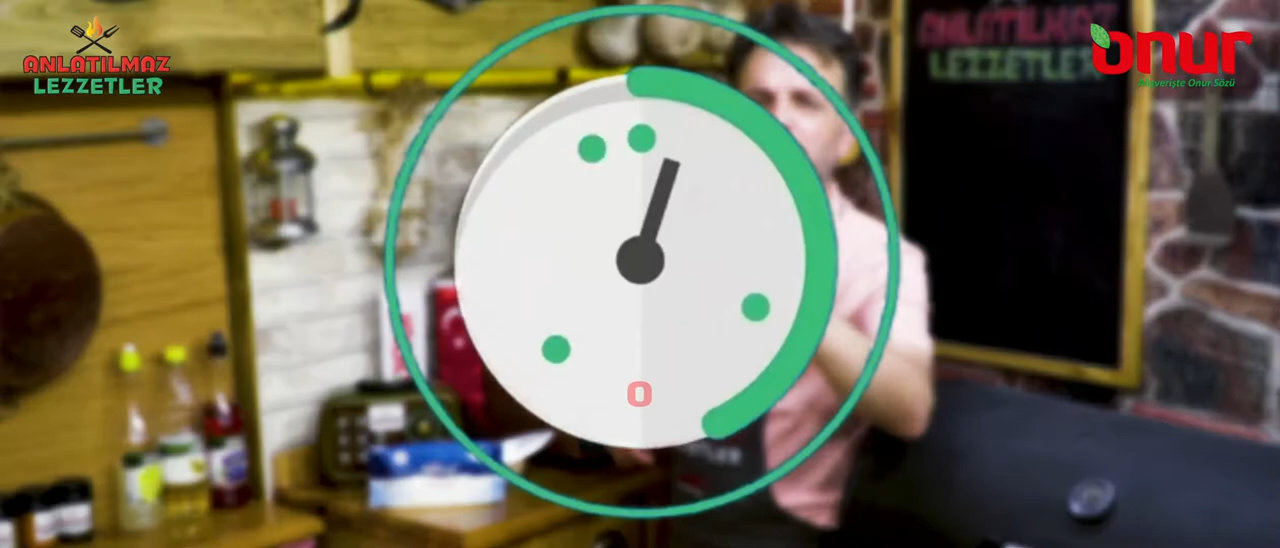 ANLATILMAZ
LEZZETLER
ANLATILMAZ
LEZZETLER
onur
Alışverişte Onur Sözü
0